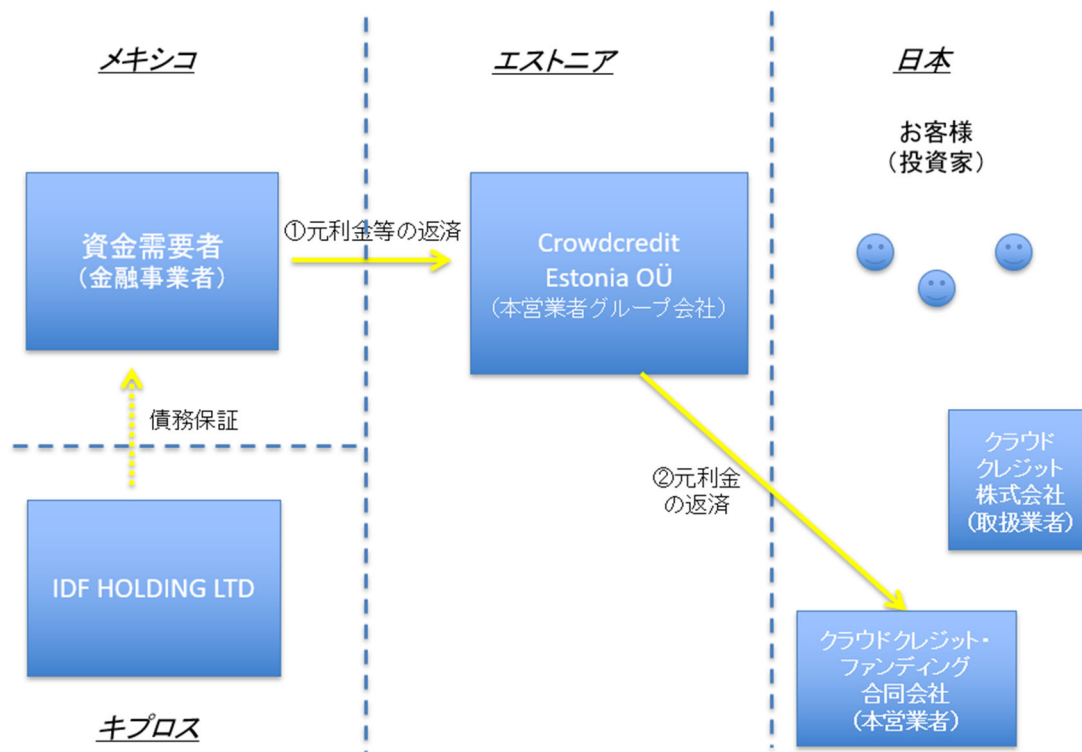 メキシコ
エストニア
日本
お客様
（投資家）
資金需要者
（金融事業者）
①元利金等の返済
Crowdcredit
Estonia OÜ
（本営業者グループ会社）
債務保証
クラウド
クレジット
株式会社
（取扱業者）
②元利金
の返済
IDF HOLDING LTD
クラウドクレジット・
ファンディング
合同会社
（本営業者）
キプロス